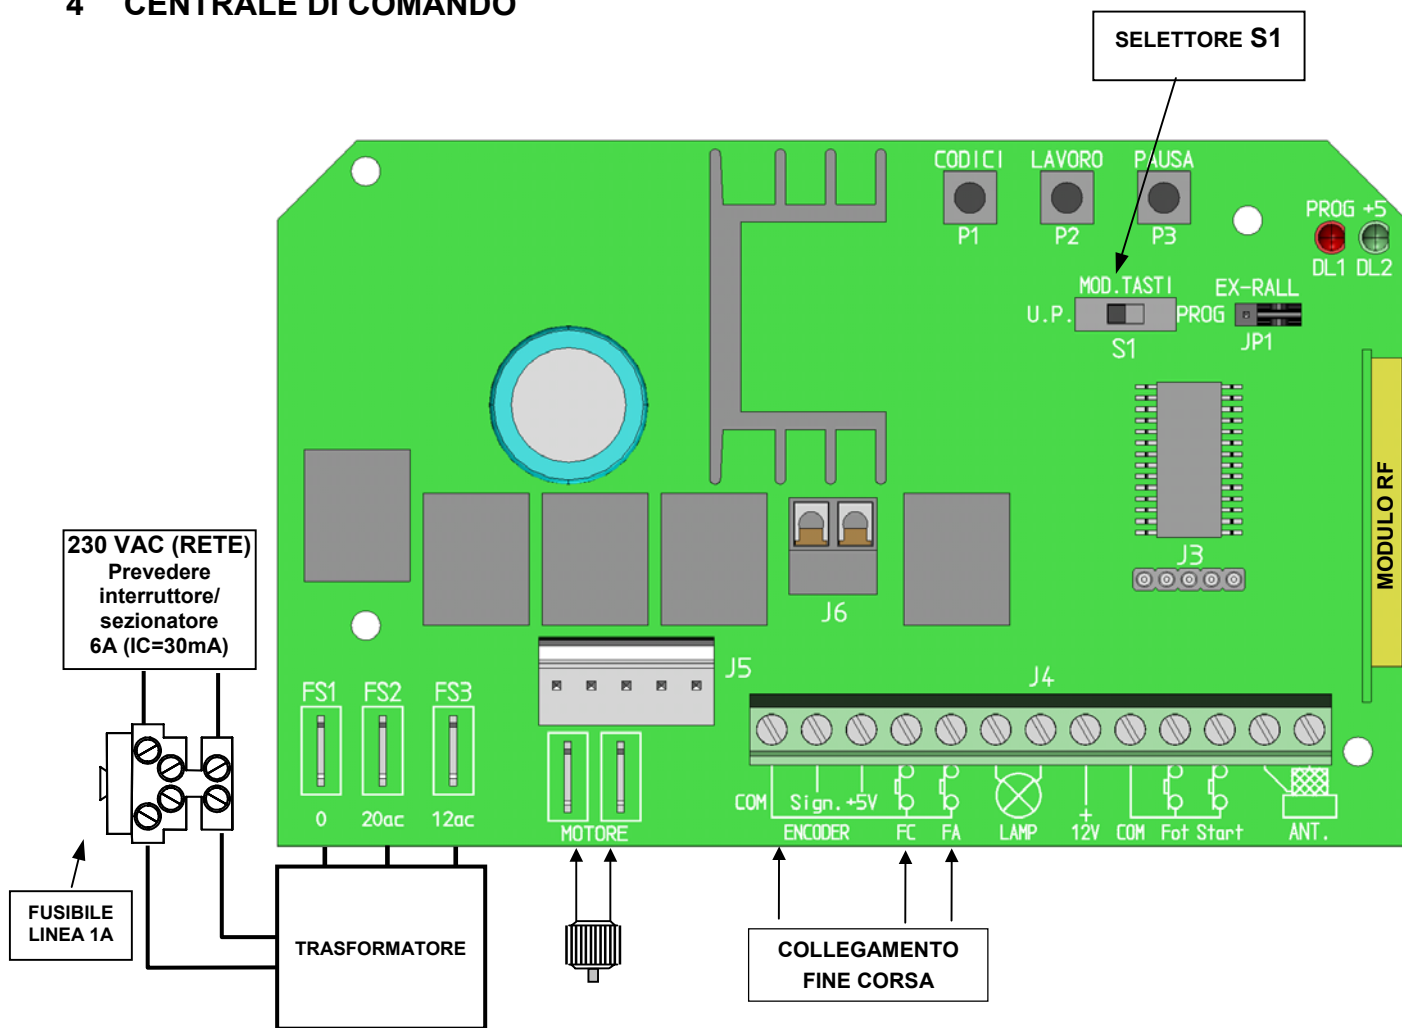 4 CENTRALE DI COMANDO
SELETTORE S1
CODICI LAVORO PAUSA
P1 P2 P3
PROG +5
DL1 DL2
MOD.TASTI EX-RALL
U.P. PROG
S1 JP1
MODULO RF
J3
J6
230 VAC (RETE)
Prevedere
interruttore/
sezionatore
6A (IC=30mA)
J5
J4
FS1 FS2 FS3
0 20ac 12ac
MOTORE
COM Sign. +5V
ENCODER FC FA LAMP + 12V COM Fot Start ANT.
FUSIBILE
LINEA 1A
TRASFORMATORE
COLLEGAMENTO
FINE CORSA